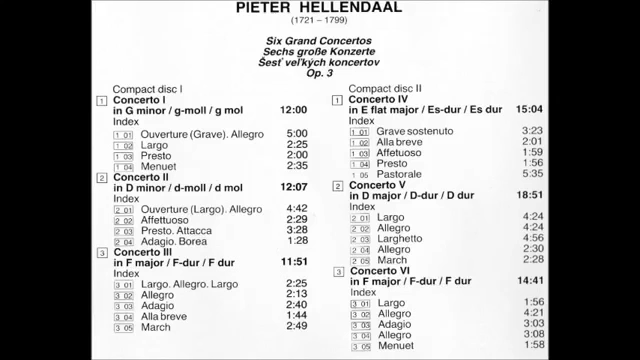 PIETER HELLENDAAL
(1721 – 1799)
Six Grand Concertos
Sechs große Konzerte
Šesť veľkých koncertov
Op. 3
Compact disc I
1 Concerto I
in G minor / g-moll / g mol 12:00
Index
1 01 Ouverture (Grave). Allegro 5:00
1 02 Largo 2:25
1 03 Presto 2:00
1 04 Menuet 2:35
2 Concerto II
in D minor / d-moll / d mol 12:07
Index
2 01 Ouverture (Largo). Allegro 4:42
2 02 Affettuoso 2:29
2 03 Presto. Attacca 3:28
2 04 Adagio. Borea 1:28
3 Concerto III
in F major / F-dur / F dur 11:51
Index
3 01 Largo. Allegro. Largo 2:25
3 02 Allegro 2:13
3 03 Adagio 2:40
3 04 Alla breve 1:44
3 05 March 2:49
Compact disc II
1 Concerto IV
in E flat major / Es-dur / Es dur 15:04
Index
1 01 Grave sostenuto 3:23
1 02 Alla breve 2:01
1 03 Affetuoso 1:59
1 04 Presto 1:56
1 05 Pastorale 5:35
2 Concerto V
in D major / D-dur / D dur 18:51
Index
2 01 Largo 4:24
2 02 Allegro 4:24
2 03 Larghetto 4:56
2 04 Allegro 2:30
2 05 March 2:28
3 Concerto VI
in F major / F-dur / F dur 14:41
Index
3 01 Largo 1:56
3 02 Allegro 4:21
3 03 Adagio 3:03
3 04 Allegro 3:08
3 05 Menuet 1:58